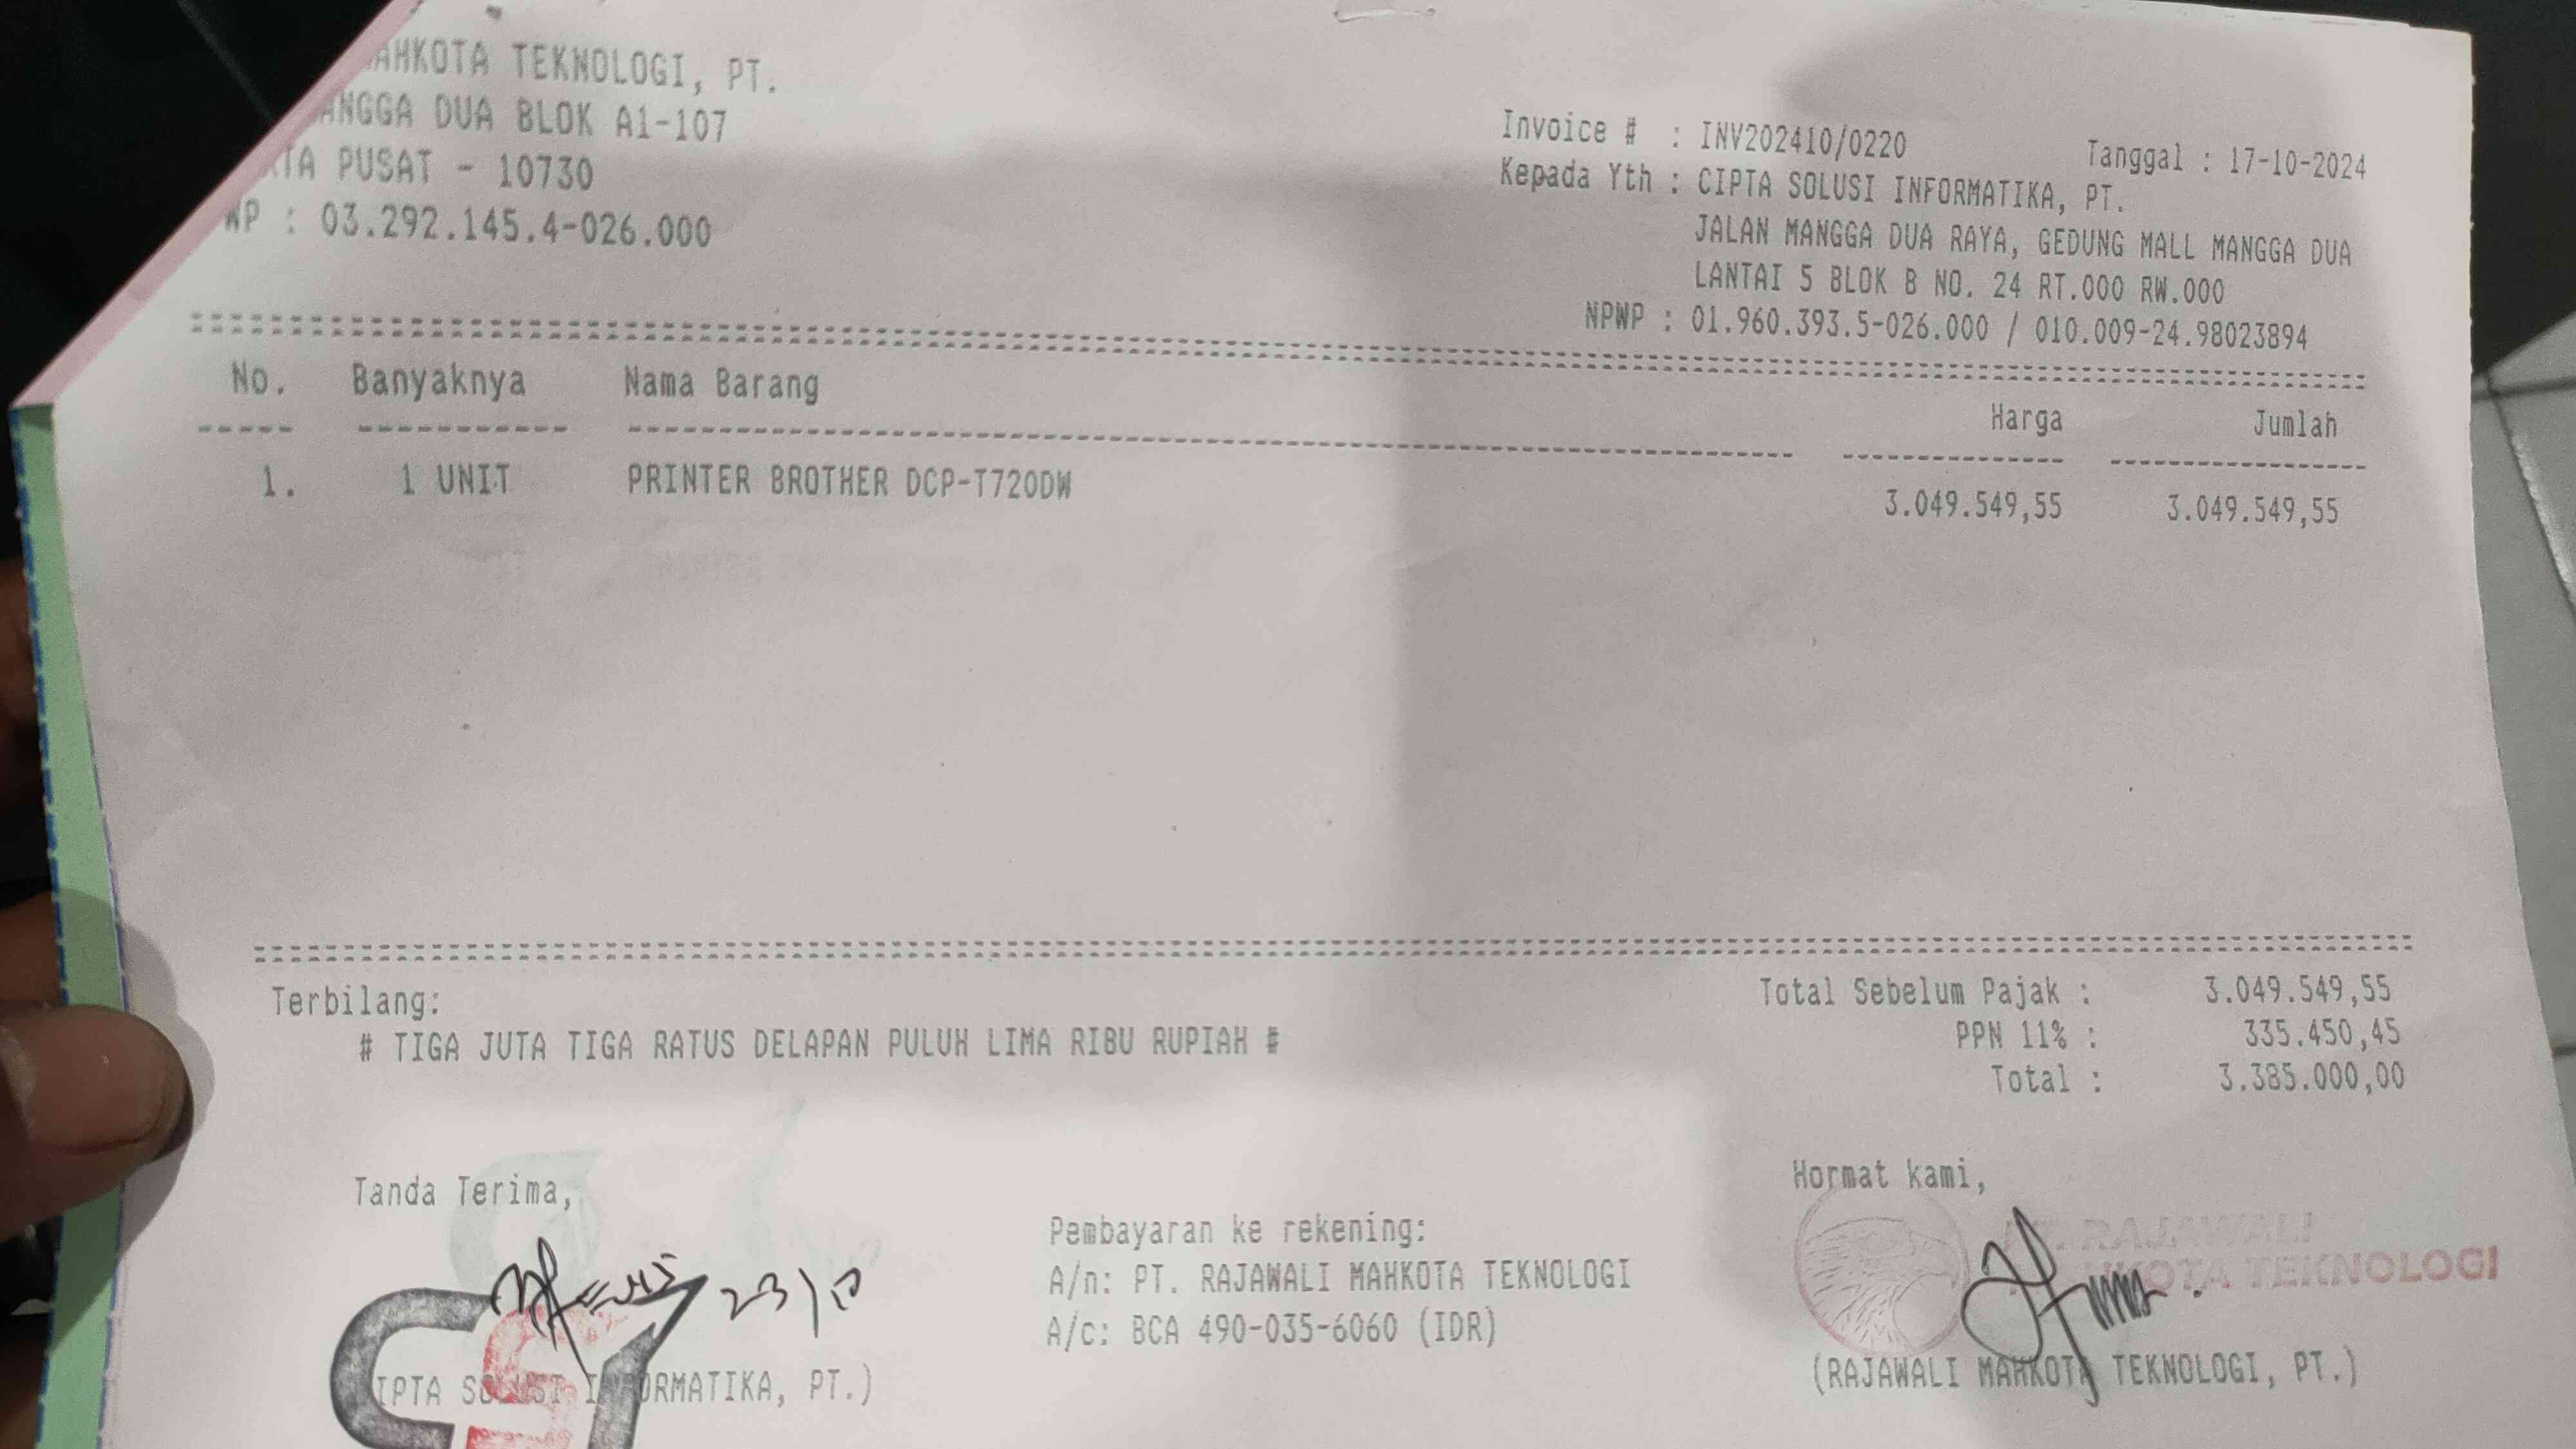 AHKOTA TEKNOLOGI, PT.
ANGGA DUA BLOK A1-107
TA PUSAT - 10730
WP : 03.292.145.4-026.000
Invoice # : INV202410/0220 Tanggal : 17-10-2024
Kepada Yth : CIPTA SOLUSI INFORMATIKA, PT.
JALAN MANGGA DUA RAYA, GEDUNG MALL MANGGA DUA
LANTAI 5 BLOK B NO. 24 RT.000 RW.000
NPWP : 01.960.393.5-026.000 / 010.009-24.98023894
No. Banyaknya Nama Barang Harga Jumlah
1. 1 UNIT PRINTER BROTHER DCP-T720DW 3.049.549,55 3.049.549,55
Terbilang:
# TIGA JUTA TIGA RATUS DELAPAN PULUH LIMA RIBU RUPIAH #
Total Sebelum Pajak : 3.049.549,55
PPN 11% : 335.450,45
Total : 3.385.000,00
Tanda Terima,
23/10
IPTA SOLUSI INFORMATIKA, PT.)
Pembayaran ke rekening:
A/n: PT. RAJAWALI MAHKOTA TEKNOLOGI
A/c: BCA 490-035-6060 (IDR)
Hormat kami,
PT. RAJAWALI
MAHKOTA TEKNOLOGI
(RAJAWALI MAHKOTA TEKNOLOGI, PT.)